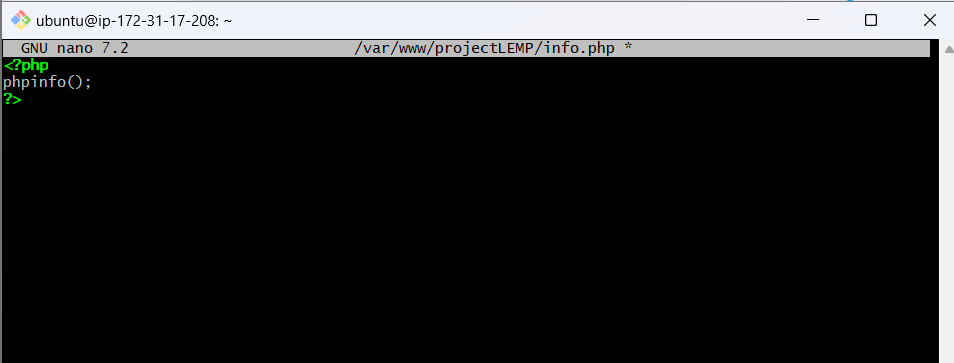 ubuntu@ip-172-31-17-208: ~
GNU nano 7.2 /var/www/projectLEMP/info.php *
<?php
phpinfo();
?>